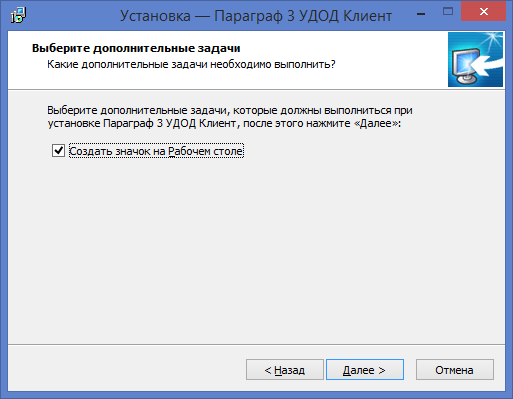 Установка — Параграф 3 УДОД Клиент
Выберите дополнительные задачи
Какие дополнительные задачи необходимо выполнить?
Выберите дополнительные задачи, которые должны выполниться при
установке Параграф 3 УДОД Клиент, после этого нажмите «Далее»:
Создать значок на Рабочем столе
< Назад
Далее >
Отмена